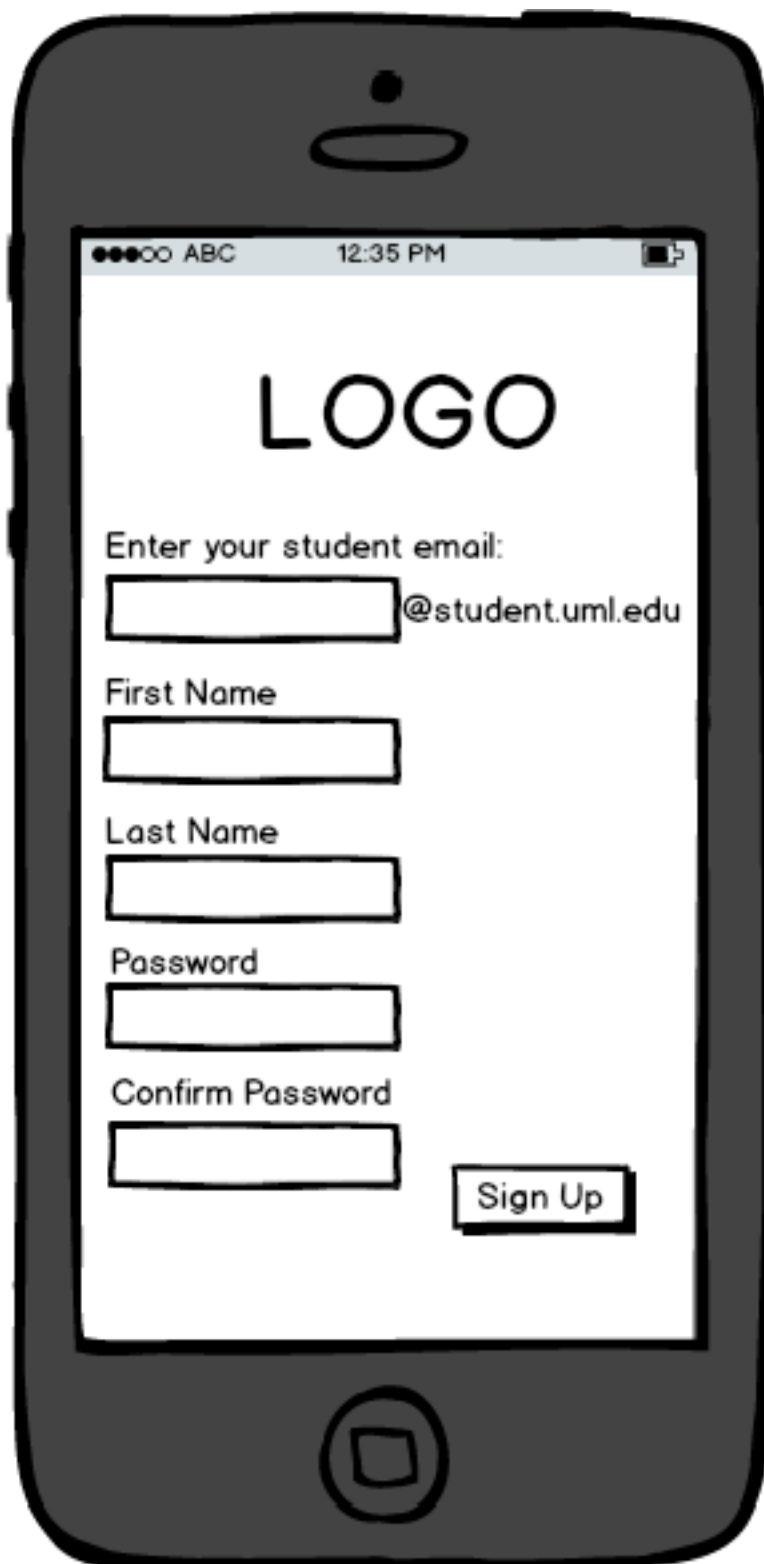 ABC 12:35 PM
LOGO
Enter your student email:
@student.uml.edu
First Name
Last Name
Password
Confirm Password
Sign Up